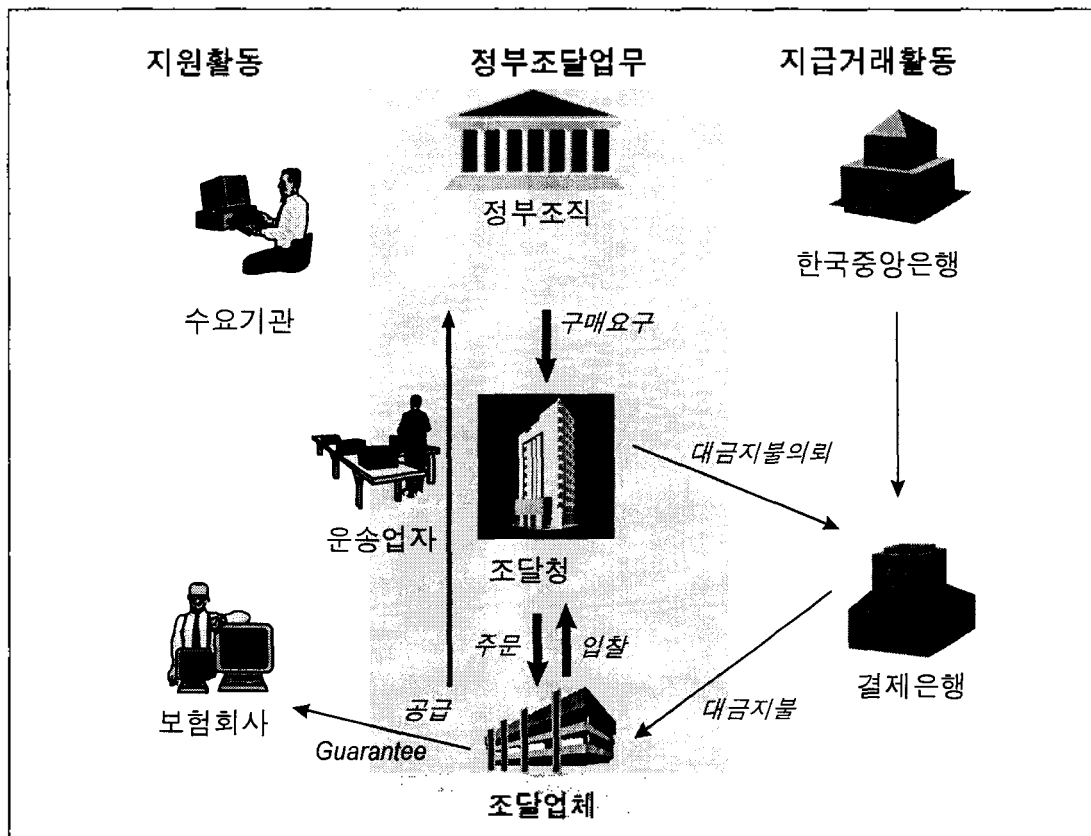 지원활동
정부조달업무
지급거래활동
정부조직
한국중앙은행
수요기관
구매요구
대금지불의뢰
운송업자
조달청
주문
입찰
결제은행
보험회사
공급
대금지불
Guarantee
조달업체